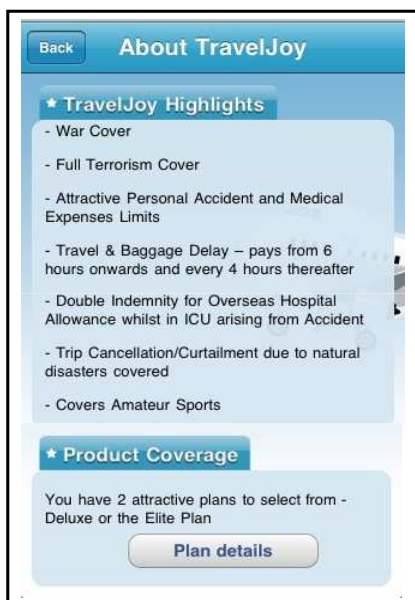 Back
About TravelJoy
TravelJoy Highlights
- War Cover
- Full Terrorism Cover
- Attractive Personal Accident and Medical
Expenses Limits
- Travel & Baggage Delay – pays from 6
hours onwards and every 4 hours thereafter
- Double Indemnity for Overseas Hospital
Allowance whilst in ICU arising from Accident
- Trip Cancellation/Curtailment due to natural
disasters covered
- Covers Amateur Sports
Product Coverage
You have 2 attractive plans to select from -
Deluxe or the Elite Plan
Plan details